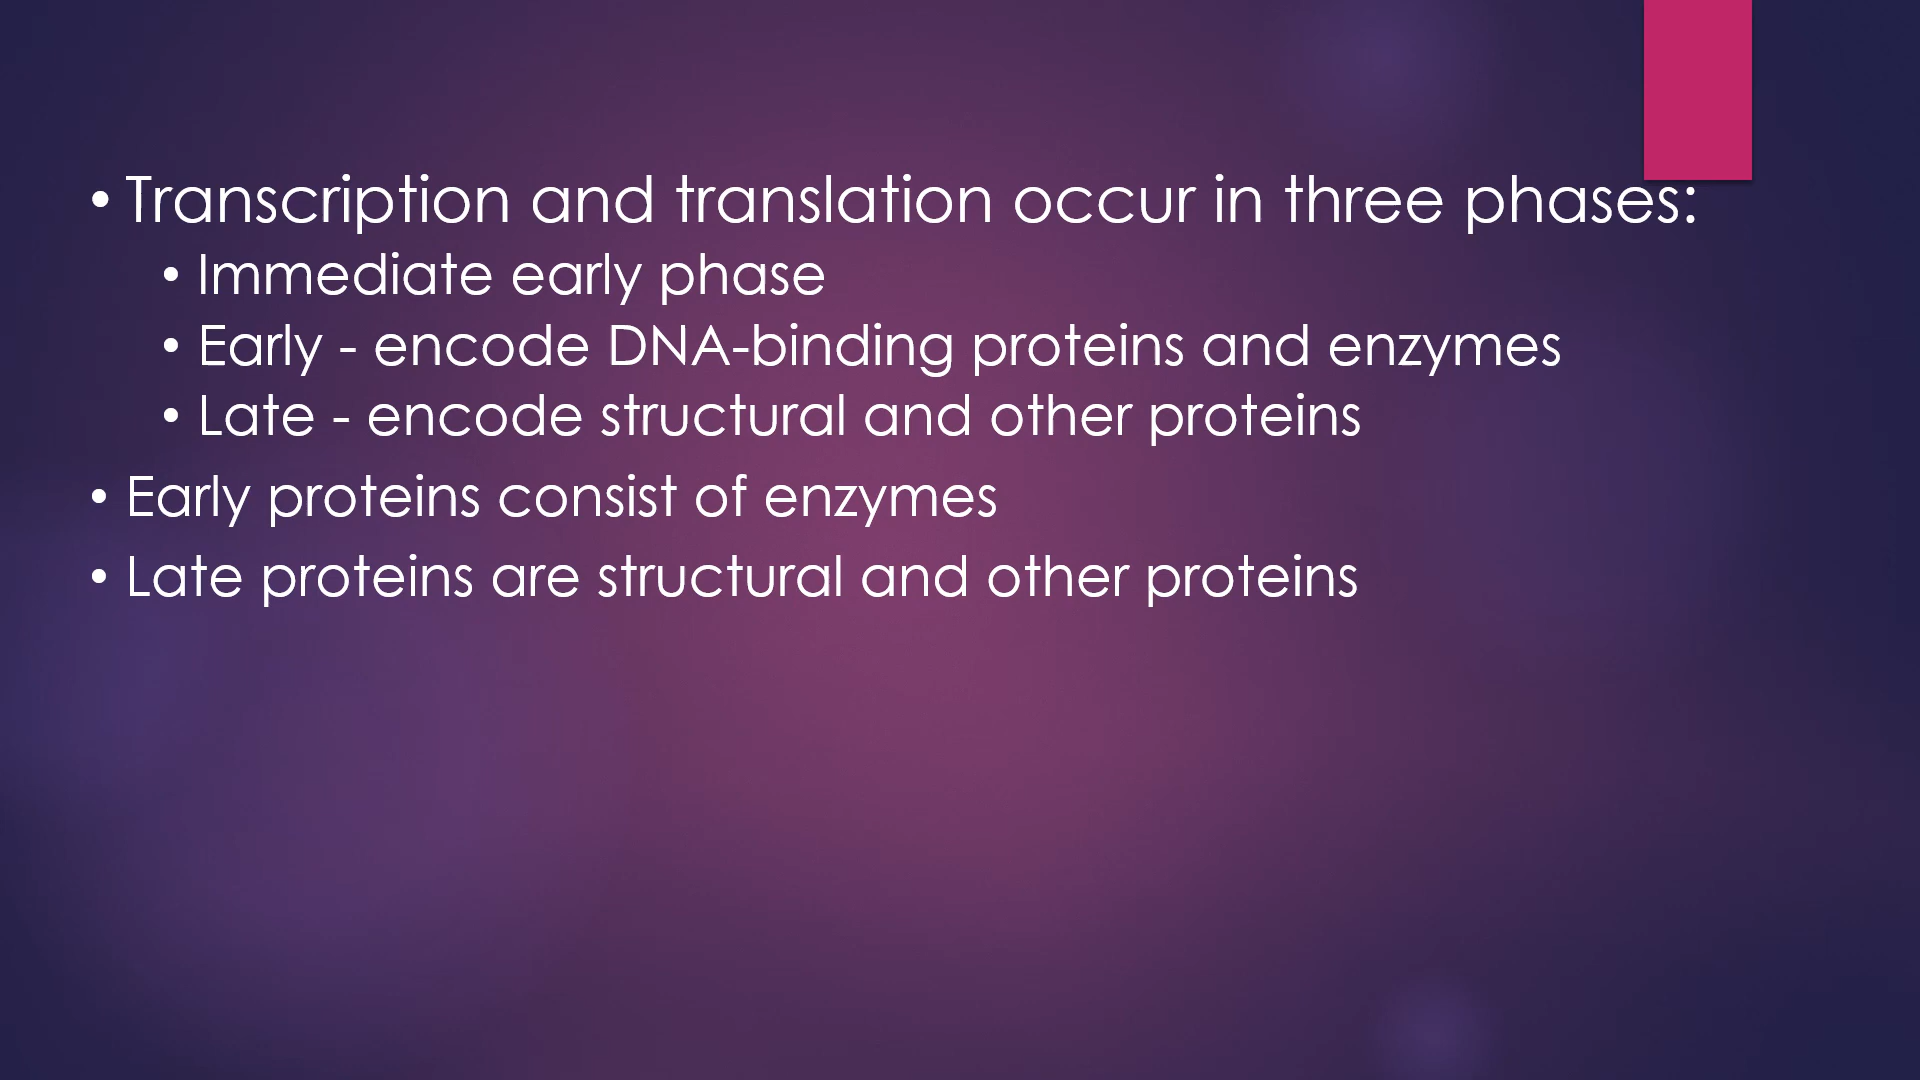 • Transcription and translation occur in three phases:
• Immediate early phase
• Early - encode DNA-binding proteins and enzymes
• Late - encode structural and other proteins
• Early proteins consist of enzymes
• Late proteins are structural and other proteins